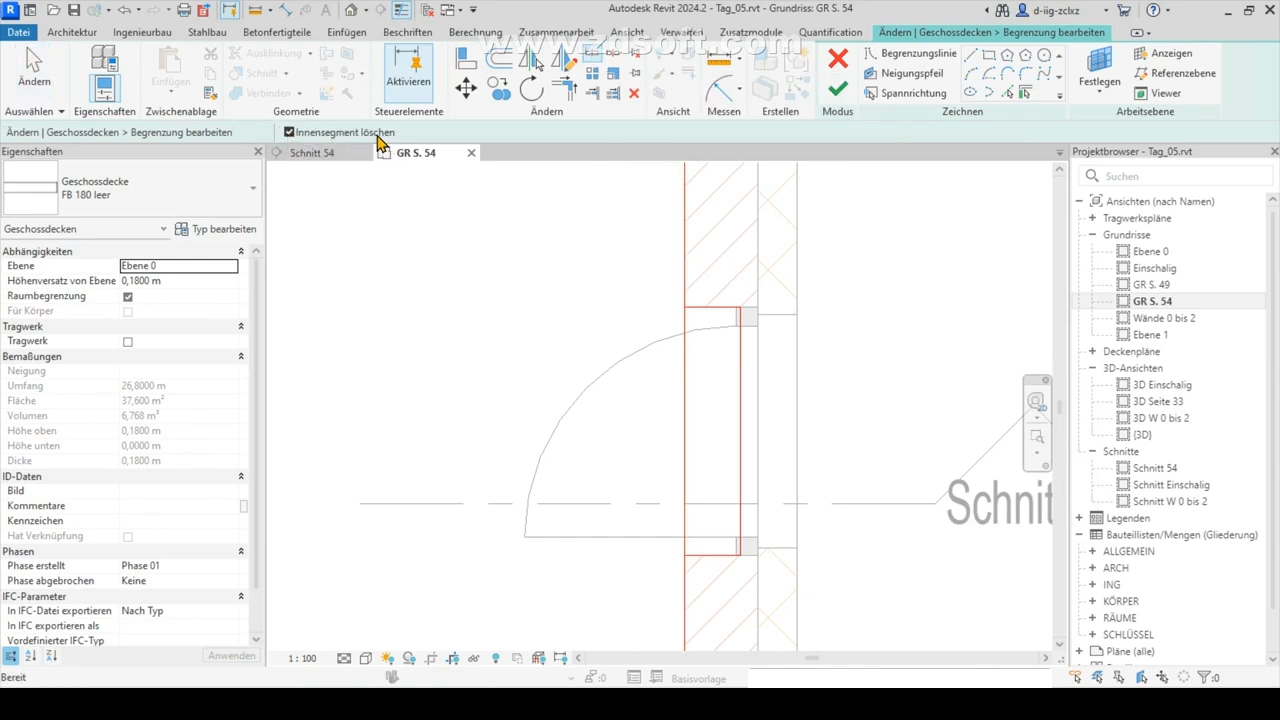 Autodesk Revit 2024.2 - Tag_05.rvt - Grundriss: GR S. 54
d-iig-zclxz
Datei Architektur Ingenieurbau Stahlbau Betonfertigteile Einfügen Beschriften Berechnung Zusammenarbeit Ansicht Verwalten Zusatzmodule Quantification Ändern | Geschossdecken > Begrenzung bearbeiten
www.zdsoft.com
Ändern Einfügen Ausklinkung Aktivieren Begrenzungslinie Festlegen Anzeigen
Schnitt Neigungspfeil Referenzebene
Verbinden Spannrichtung Viewer
Auswählen Eigenschaften Zwischenablage Geometrie Steuerelemente Ändern Ansicht Messen Erstellen Modus Zeichnen Arbeitsebene
Ändern | Geschossdecken > Begrenzung bearbeiten Innensegment löschen
Eigenschaften
Schnitt 54 GR S. 54
Projektbrowser - Tag_05.rvt
Geschossdecke
FB 180 leer
Geschossdecken Typ bearbeiten
Abhängigkeiten
Ebene Ebene 0
Höhenversatz von Ebene 0,1800 m
Raumbegrenzung
Für Körper
Tragwerk
Tragwerk
Bemaßungen
Neigung
Umfang 26,8000 m
Fläche 37,600 m²
Volumen 6,768 m³
Höhe oben 0,1800 m
Höhe unten 0,0000 m
Dicke 0,1800 m
ID-Daten
Bild
Kommentare
Kennzeichen
Hat Verknüpfung
Phasen
Phase erstellt Phase 01
Phase abgebrochen Keine
IFC-Parameter
In IFC-Datei exportieren Nach Typ
In IFC exportieren als
Vordefinierter IFC-Typ
Anwenden
Schnit
2D
Suchen
Ansichten (nach Namen)
Tragwerkspläne
Grundrisse
Ebene 0
Einschalig
GR S. 49
GR S. 54
Wände 0 bis 2
Ebene 1
Deckenpläne
3D-Ansichten
3D Einschalig
3D Seite 33
3D W 0 bis 2
{3D}
Schnitte
Schnitt 54
Schnitt Einschalig
Schnitt W 0 bis 2
Legenden
Bauteillisten/Mengen (Gliederung)
ALLGEMEIN
ARCH
ING
KÖRPER
RÄUME
SCHLÜSSEL
Pläne (alle)
1 : 100
Bereit
:0 Basisvorlage :0